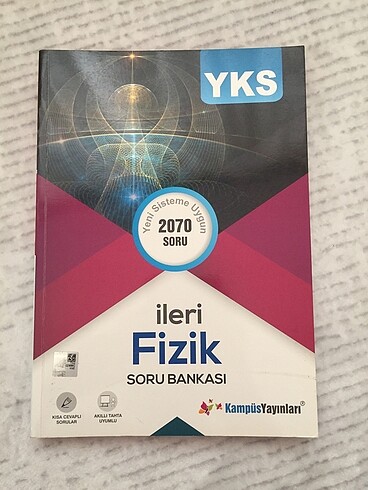 YKS
Yeni Sisteme Uygun
2070
SORU
ileri
Fizik
SORU BANKASI
KISA CEVAPLI
SORULAR
AKILLI TAHTA
UYUMLU
KampüsYayınları®